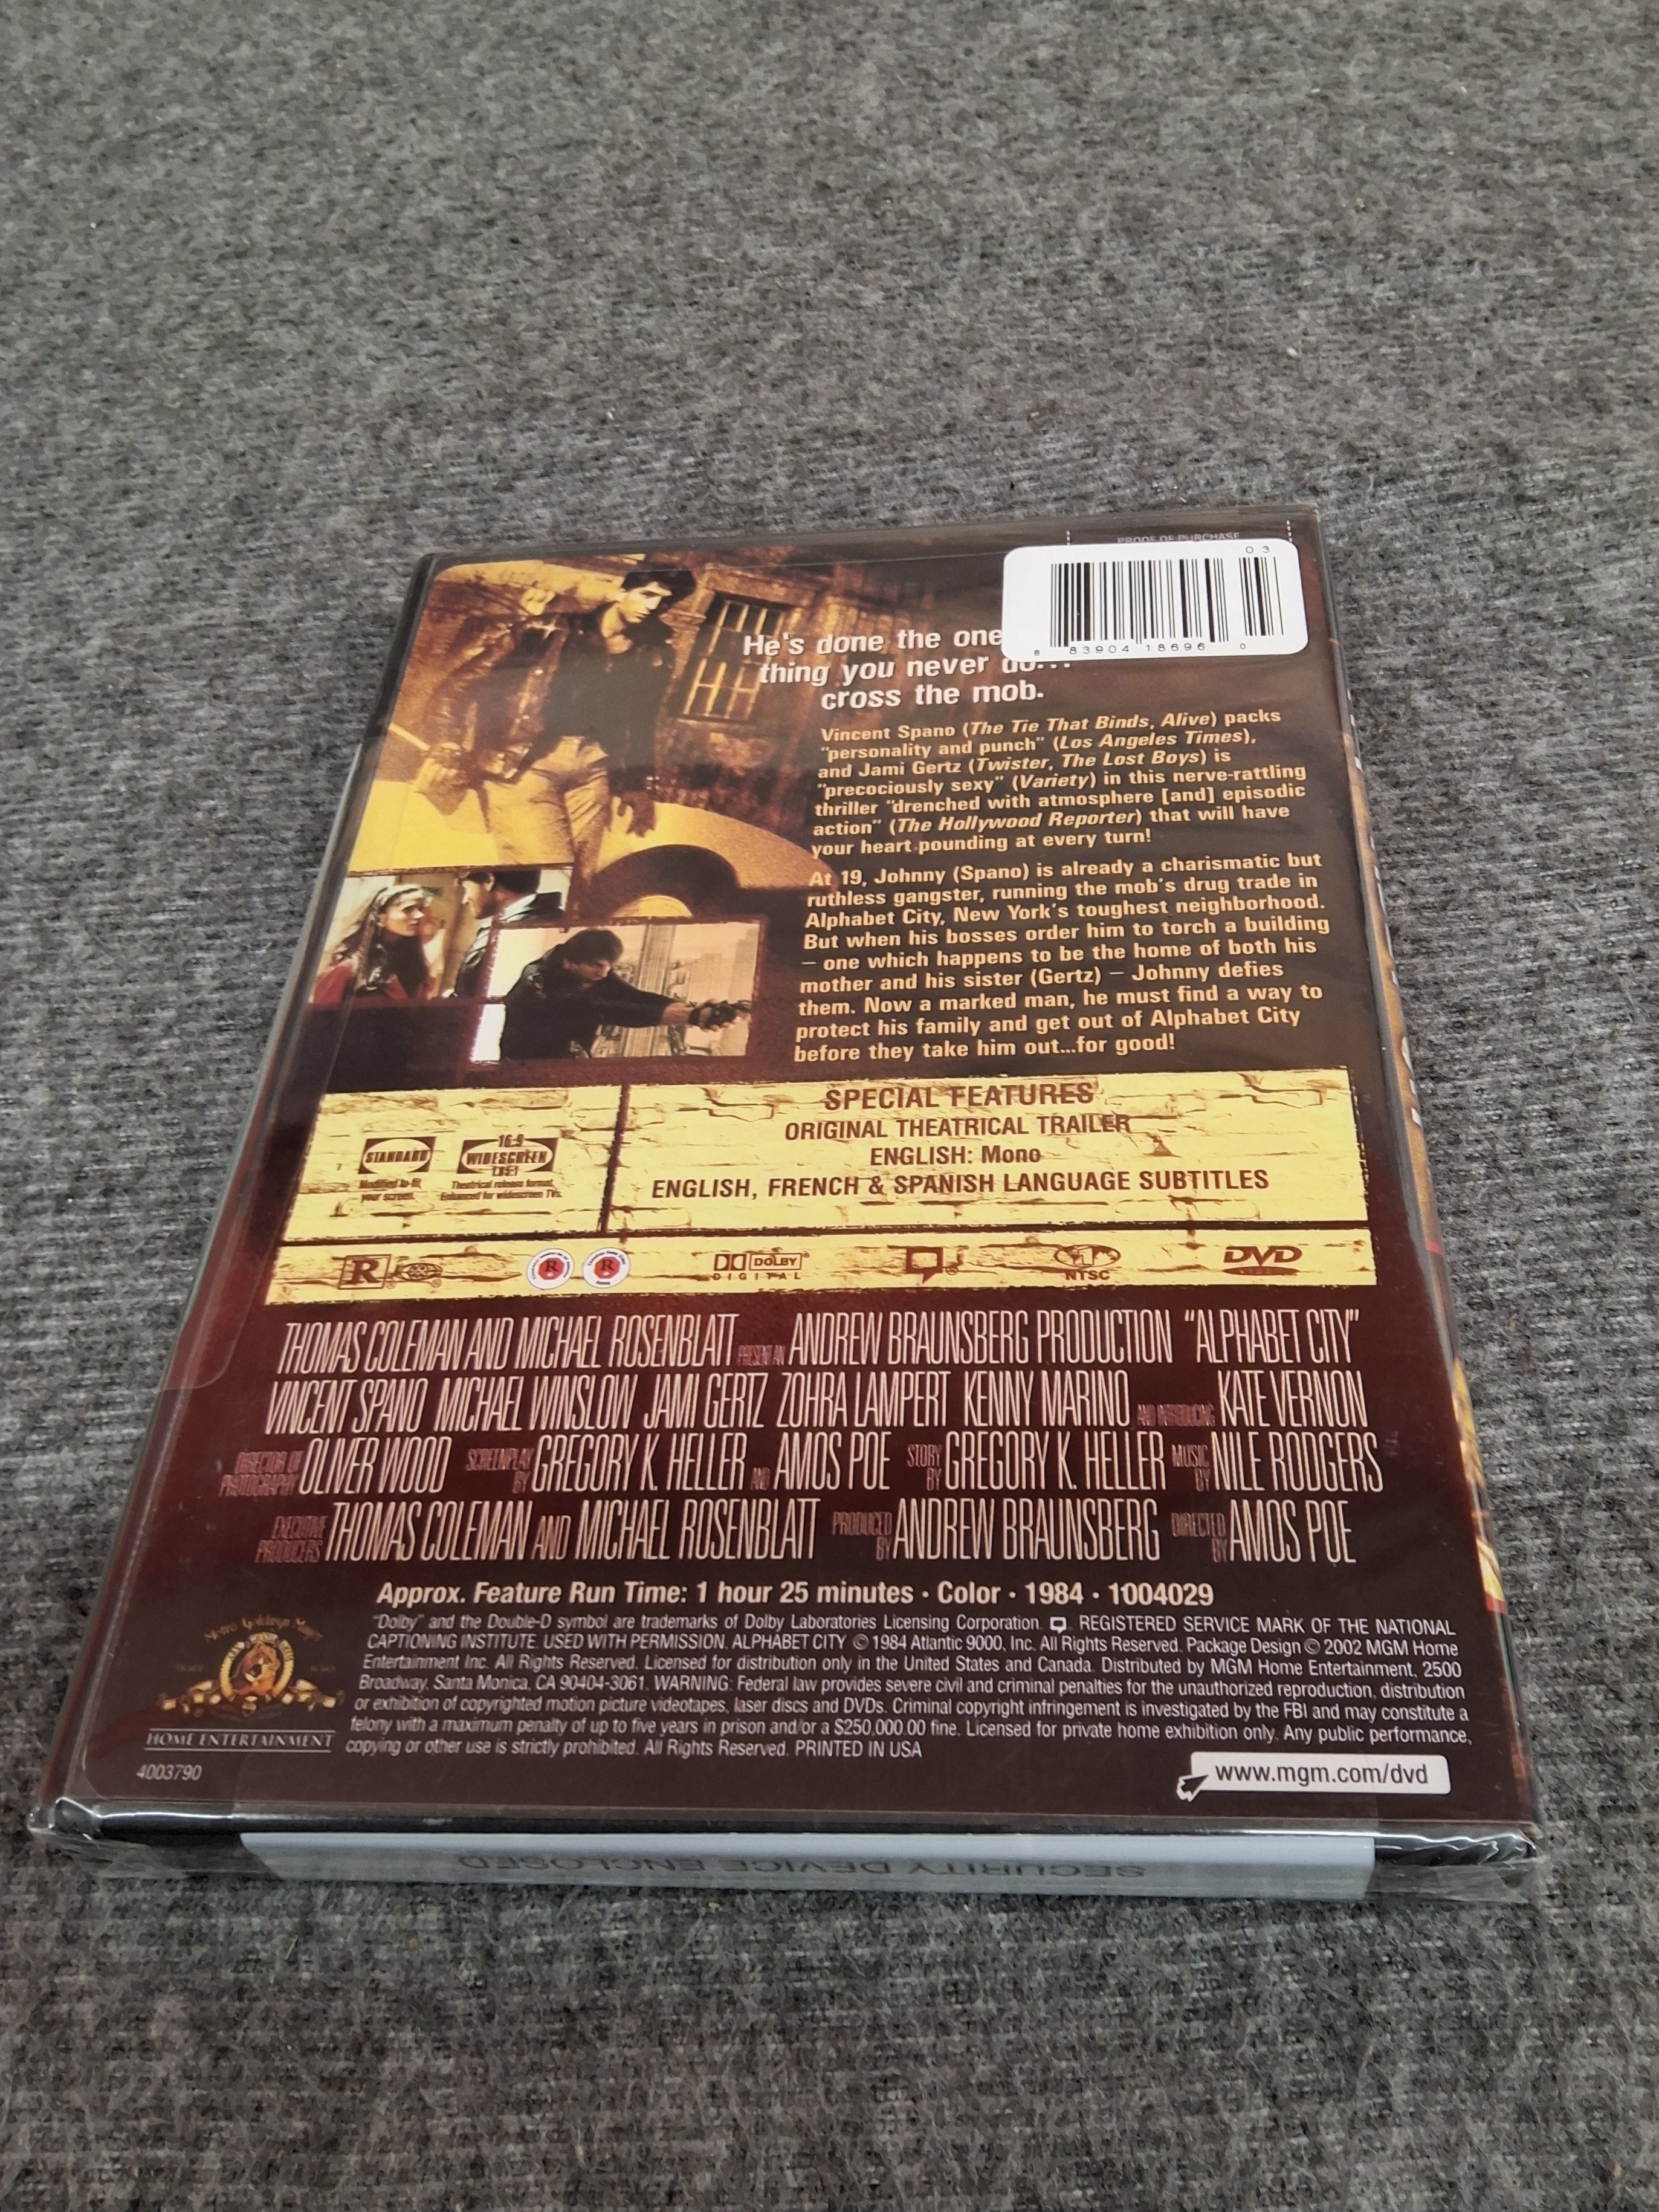 PROOF OF PURCHASE
03
8 83904 18696 0
He's done the one
thing you never do...
cross the mob.
Vincent Spano (The Tie That Binds, Alive) packs
"personality and punch" (Los Angeles Times),
and Jami Gertz (Twister, The Lost Boys) is
"precociously sexy" (Variety) in this nerve-rattling
thriller "drenched with atmosphere [and] episodic
action" (The Hollywood Reporter) that will have
your heart pounding at every turn!
At 19, Johnny (Spano) is already a charismatic but
ruthless gangster, running the mob's drug trade in
Alphabet City, New York's toughest neighborhood.
But when his bosses order him to torch a building
– one which happens to be the home of both his
mother and his sister (Gertz) – Johnny defies
them. Now a marked man, he must find a way to
protect his family and get out of Alphabet City
before they take him out...for good!
STANDARD
Modified to fit
your screen.
16:9
WIDESCREEN
1.85:1
Theatrical release format.
Enhanced for widescreen TVs.
SPECIAL FEATURES
ORIGINAL THEATRICAL TRAILER
ENGLISH: Mono
ENGLISH, FRENCH & SPANISH LANGUAGE SUBTITLES
R R R DOLBY DIGITAL 1 NTSC DVD VIDEO
THOMAS COLEMAN AND MICHAEL ROSENBLATT PRESENT AN ANDREW BRAUNSBERG PRODUCTION "ALPHABET CITY"
VINCENT SPANO MICHAEL WINSLOW JAMI GERTZ ZOHRA LAMPERT KENNY MARINO AND INTRODUCING KATE VERNON
DIRECTOR OF PHOTOGRAPHY OLIVER WOOD SCREENPLAY BY GREGORY K. HELLER AND AMOS POE STORY BY GREGORY K. HELLER MUSIC BY NILE RODGERS
EXECUTIVE PRODUCERS THOMAS COLEMAN AND MICHAEL ROSENBLATT PRODUCED BY ANDREW BRAUNSBERG DIRECTED BY AMOS POE
Approx. Feature Run Time: 1 hour 25 minutes • Color • 1984 • 1004029
"Dolby" and the Double-D symbol are trademarks of Dolby Laboratories Licensing Corporation. REGISTERED SERVICE MARK OF THE NATIONAL
CAPTIONING INSTITUTE. USED WITH PERMISSION. ALPHABET CITY © 1984 Atlantic 9000, Inc. All Rights Reserved. Package Design © 2002 MGM Home
Entertainment Inc. All Rights Reserved. Licensed for distribution only in the United States and Canada. Distributed by MGM Home Entertainment, 2500
Broadway, Santa Monica, CA 90404-3061. WARNING: Federal law provides severe civil and criminal penalties for the unauthorized reproduction, distribution
or exhibition of copyrighted motion picture videotapes, laser discs and DVDs. Criminal copyright infringement is investigated by the FBI and may constitute a
felony with a maximum penalty of up to five years in prison and/or a $250,000.00 fine. Licensed for private home exhibition only. Any public performance,
copying or other use is strictly prohibited. All Rights Reserved. PRINTED IN USA
Metro Goldwyn Mayer
HOME ENTERTAINMENT
4003790
www.mgm.com/dvd
SECURITY DEVICE ENCLOSED